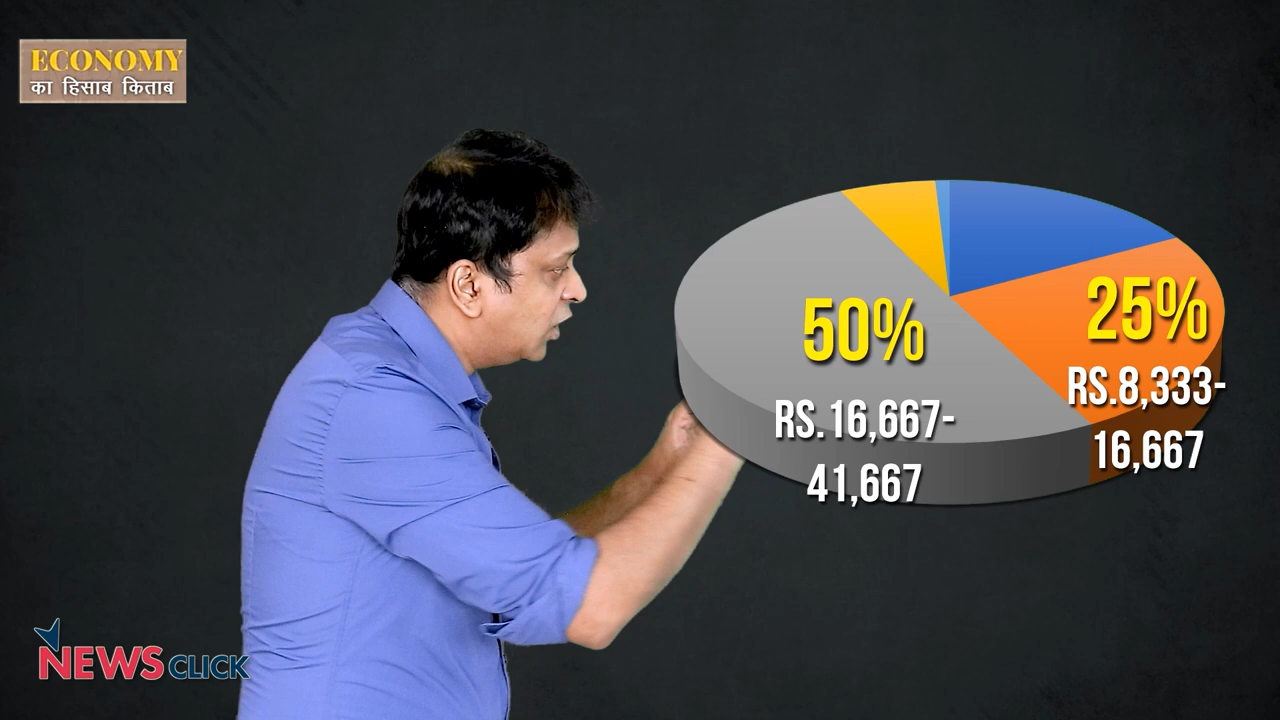 ECONOMY
का हिसाब किताब
50%
RS.16,667-
41,667
25%
RS.8,333-
16,667
NEWSCLICK